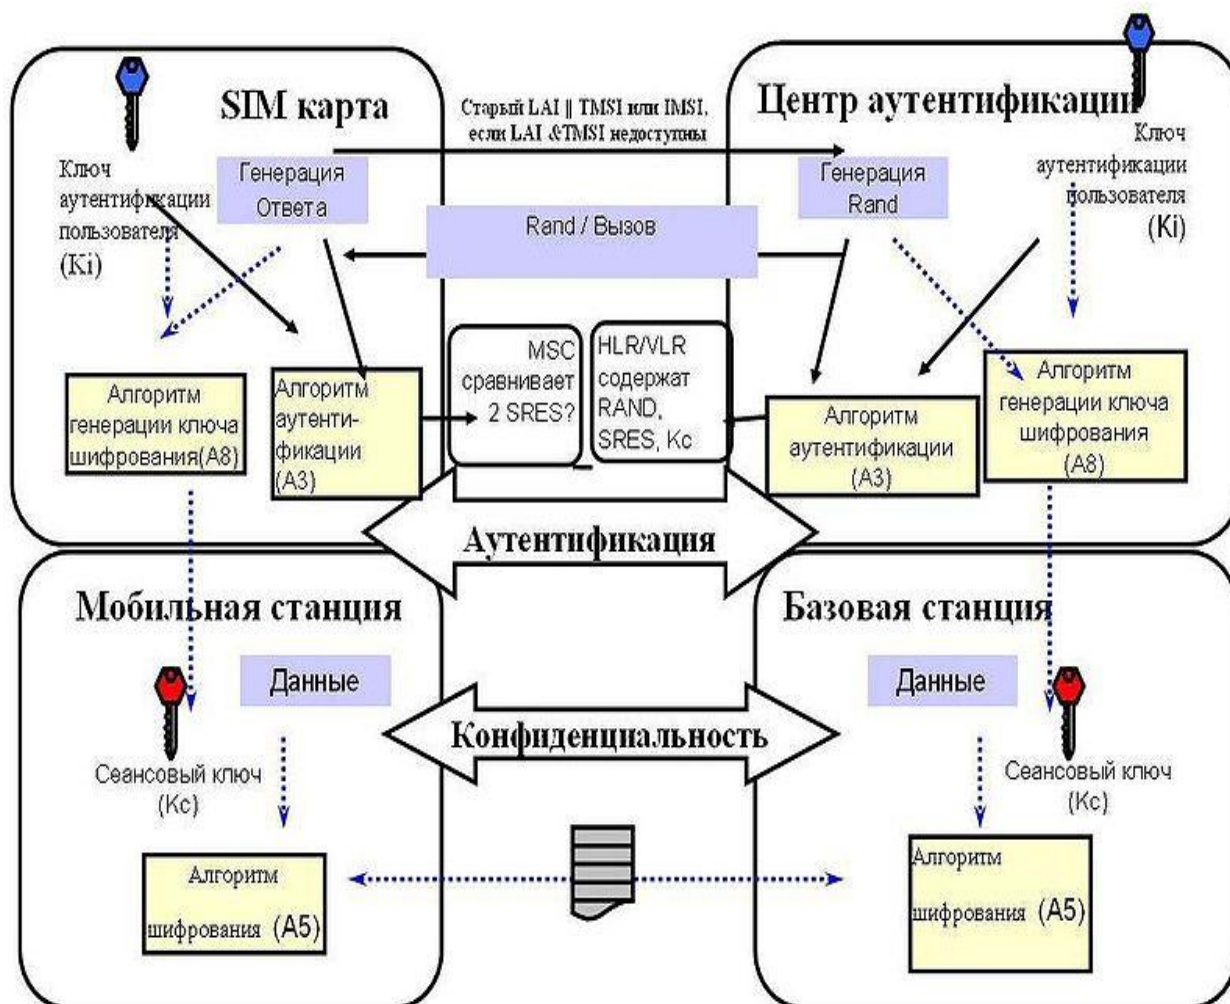 SIM карта
Старый LAI || TMSI или IMSI,
если LAI &TMSI недоступны
Центр аутентификации
Ключ
аутентификации
пользователя
(Ki)
Генерация
Ответа
Rand / Вызов
Генерация
Rand
Ключ
аутентификации
пользователя
(Ki)
Алгоритм
генерации ключа
шифрования(A8)
Алгоритм
аутенти-
фикации
(A3)
MSC
сравнивает
2 SRES?
HLR/VLR
содержат
RAND,
SRES, Kc
Алгоритм
аутентификации
(A3)
Алгоритм
генерации ключа
шифрования
(A8)
Аутентификация
Мобильная станция
Базовая станция
Данные
Данные
Конфиденциальность
Сеансовый ключ
(Kc)
Сеансовый ключ
(Kc)
Алгоритм
шифрования (A5)
Алгоритм
шифрования (A5)